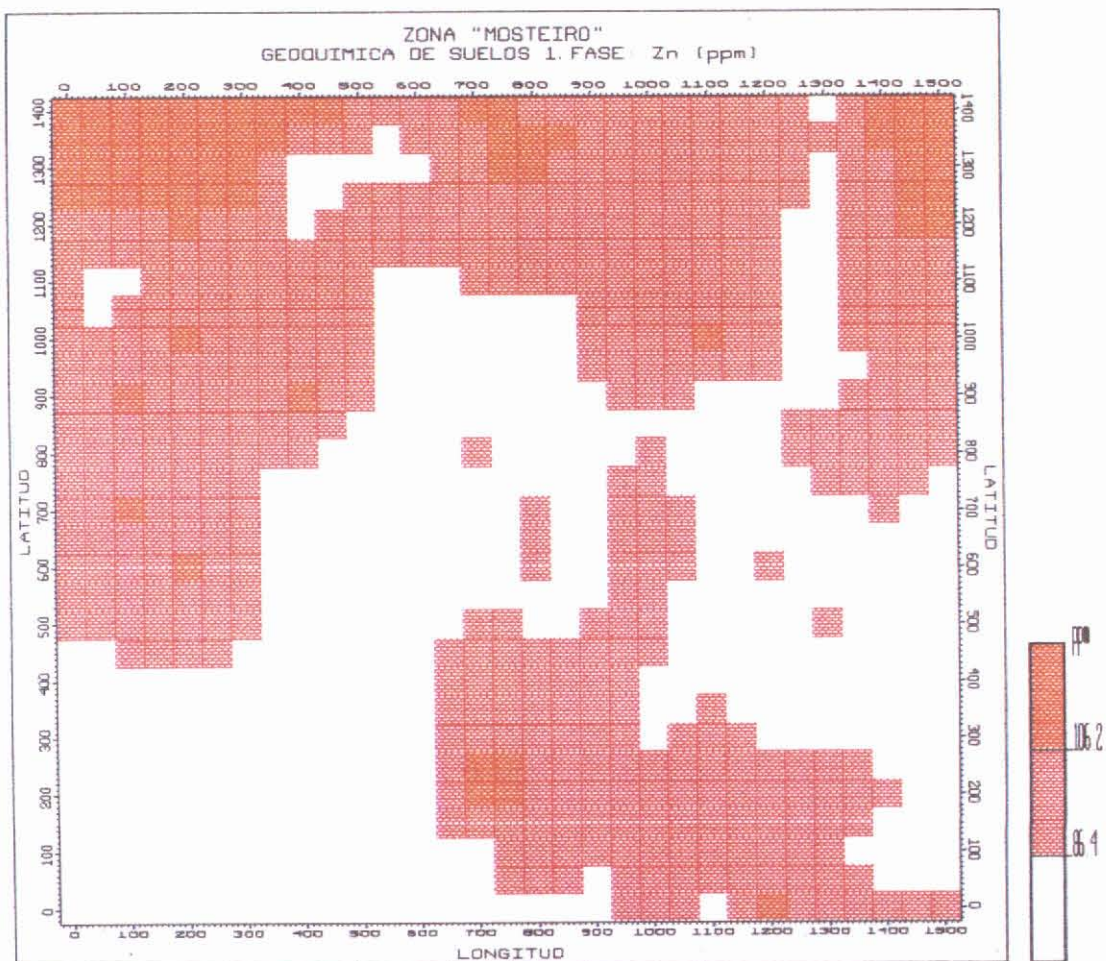 ZONA "MOSTEIRO"
GEOQUIMICA DE SUELOS 1. FASE: Zn (ppm)
0 100 200 300 400 500 600 700 800 900 1000 1100 1200 1300 1400 1500
1400 1400
1300 1300
1200 1200
1100 1100
1000 1000
900 900
800 800
LATITUD LATITUD
700 700
600 600
500 500
ppm
400 400
300 300
106.2
200 200
100 100
86.4
0 0
0 100 200 300 400 500 600 700 800 900 1000 1100 1200 1300 1400 1500
LONGITUD